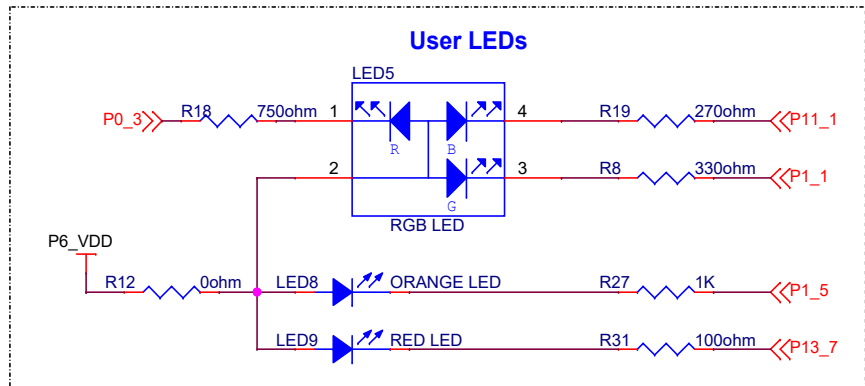 User LEDs
LED5
P0_3 R18 750ohm 1 R B 4 R19 270ohm P11_1
2 G 3 R8 330ohm P1_1
RGB LED
P6_VDD
R12 0ohm LED8 ORANGE LED R27 1K P1_5
LED9 RED LED R31 100ohm P13_7